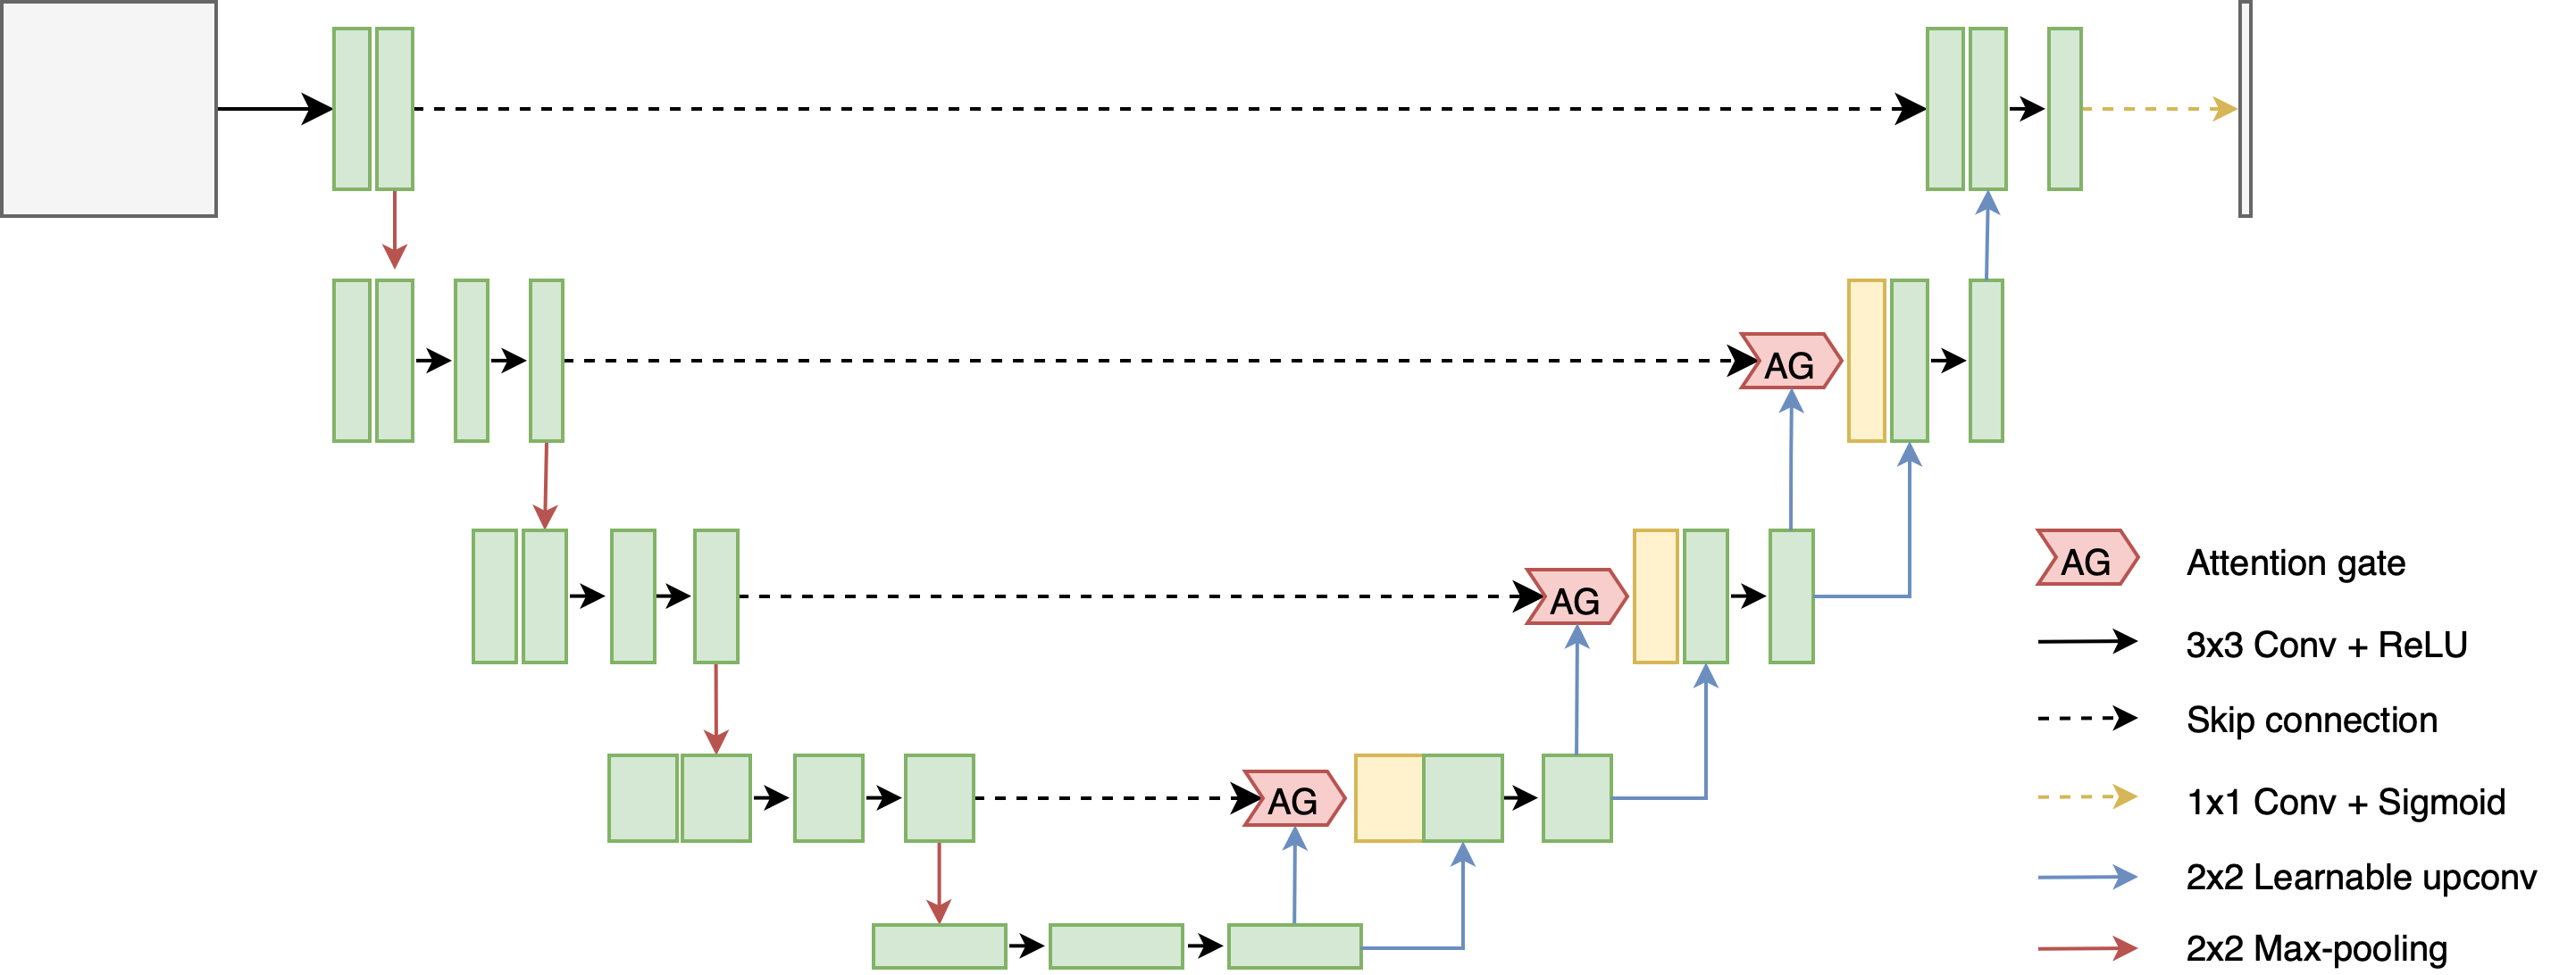 AG
AG
AG
AG Attention gate
3x3 Conv + ReLU
Skip connection
1x1 Conv + Sigmoid
2x2 Learnable upconv
2x2 Max-pooling